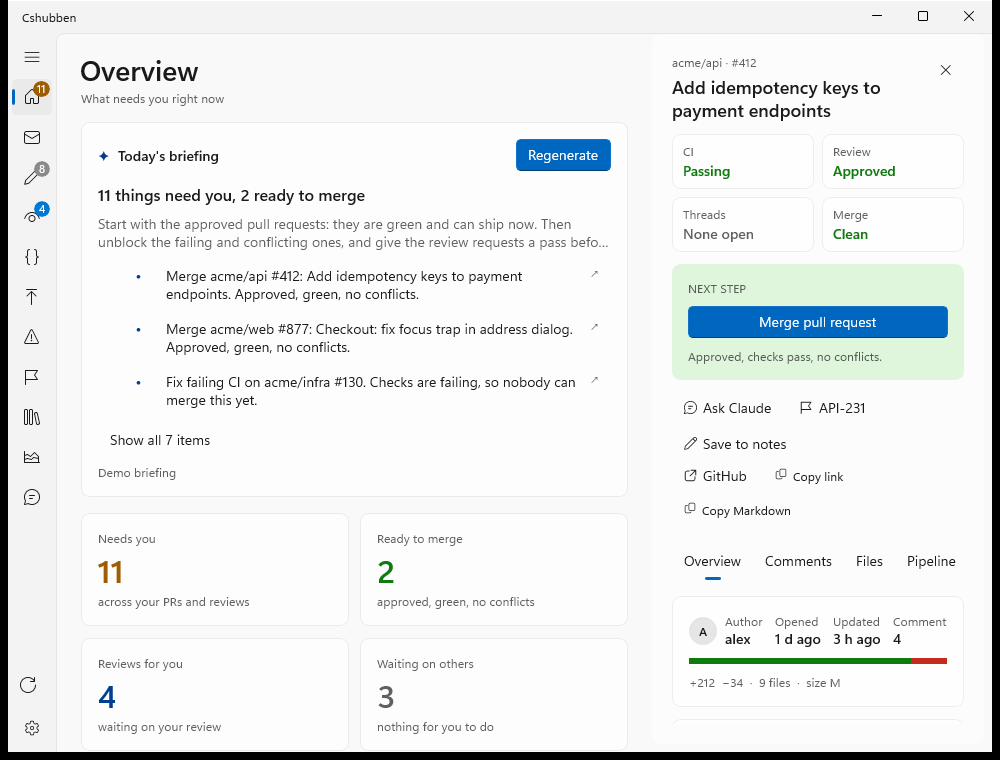 Cshubben
11
8
4
Overview
What needs you right now
Today's briefing
Regenerate
11 things need you, 2 ready to merge
Start with the approved pull requests: they are green and can ship now. Then
unblock the failing and conflicting ones, and give the review requests a pass befo...
Merge acme/api #412: Add idempotency keys to payment
endpoints. Approved, green, no conflicts.
Merge acme/web #877: Checkout: fix focus trap in address dialog.
Approved, green, no conflicts.
Fix failing CI on acme/infra #130. Checks are failing, so nobody can
merge this yet.
Show all 7 items
Demo briefing
Needs you
11
across your PRs and reviews
Ready to merge
2
approved, green, no conflicts
Reviews for you
4
waiting on your review
Waiting on others
3
nothing for you to do
acme/api · #412
Add idempotency keys to
payment endpoints
CI
Passing
Review
Approved
Threads
None open
Merge
Clean
NEXT STEP
Merge pull request
Approved, checks pass, no conflicts.
Ask Claude
API-231
Save to notes
GitHub
Copy link
Copy Markdown
Overview
Comments
Files
Pipeline
A
Author
alex
Opened
1 d ago
Updated
3 h ago
Comment
4
+212 −34 · 9 files · size M